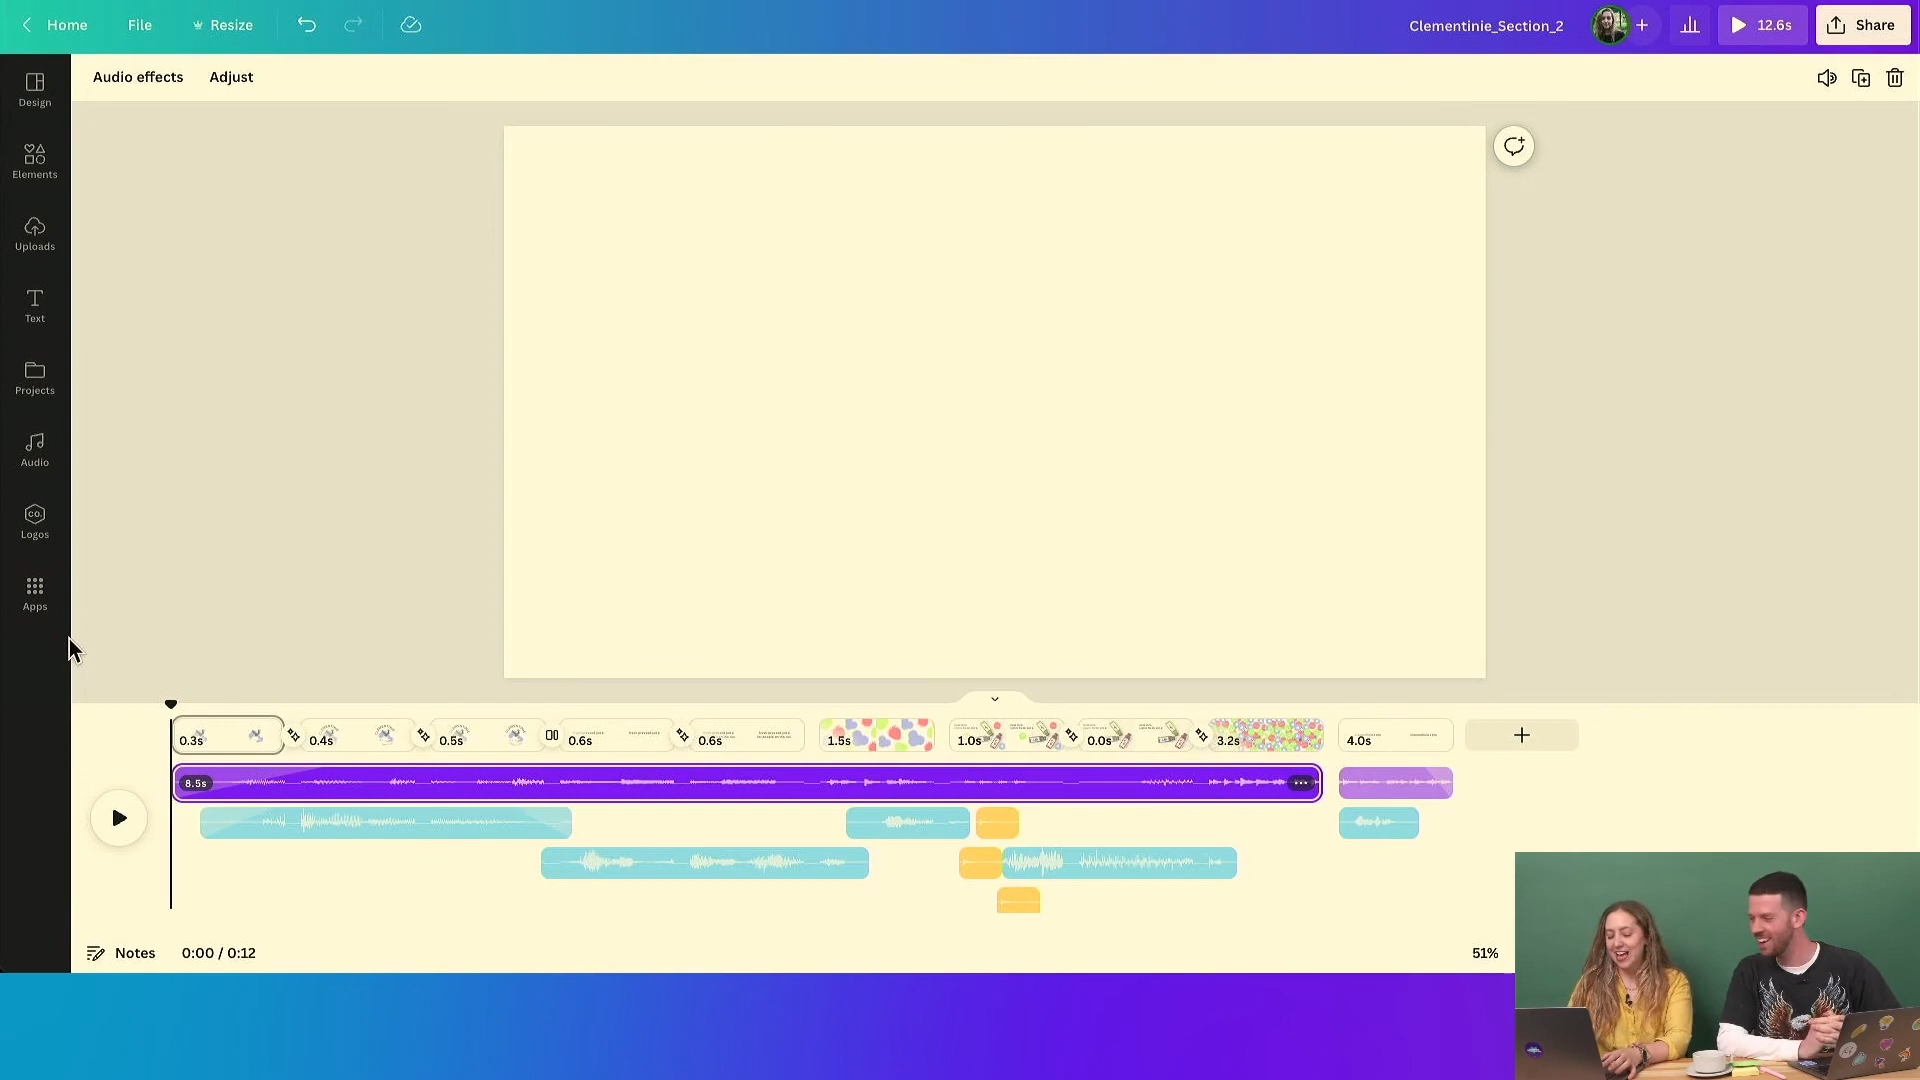 Home
File
Resize
Clementinie_Section_2
12.6s
Share
Audio effects
Adjust
Design
Elements
Uploads
Text
Projects
Audio
CO.
Logos
Apps
0.3s
0.4s
0.5s
0.6s
0.6s
1.5s
1.0s
0.0s
3.2s
4.0s
8.5s
Notes
0:00 / 0:12
51%